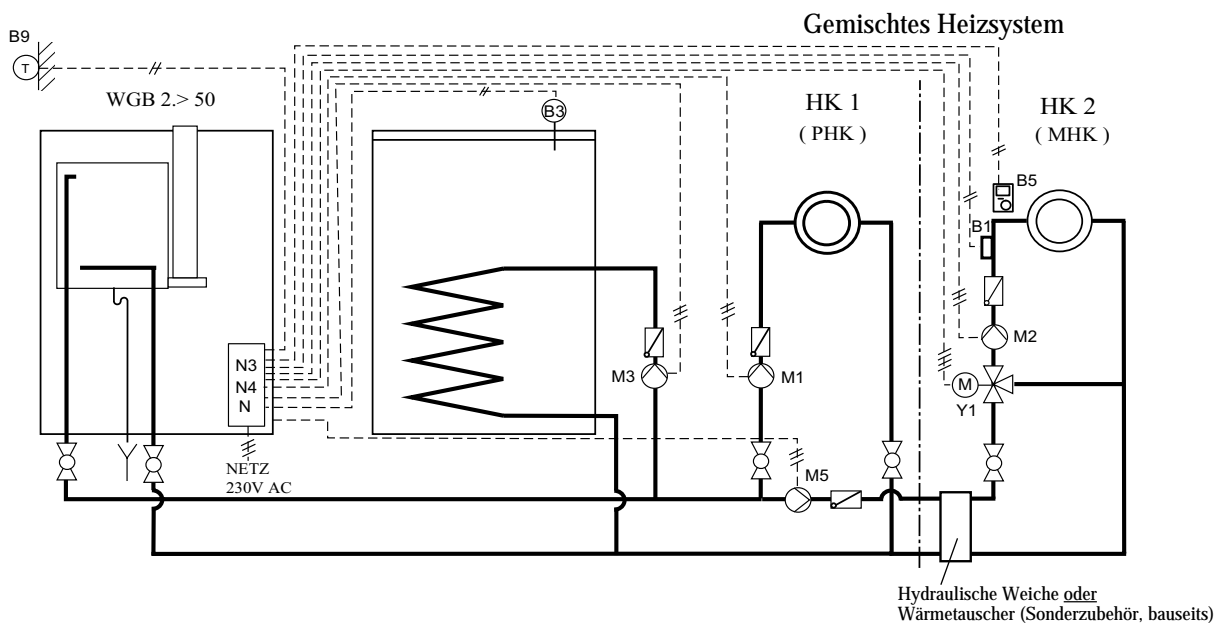 Gemischtes Heizsystem
B9
T
WGB 2.> 50
B3
HK 1
( PHK )
HK 2
( MHK )
B5
B1
N3
N4
N
M3
M1
M2
M
Y1
M5
NETZ
230V AC
Hydraulische Weiche oder
Wärmetauscher (Sonderzubehör, bauseits)